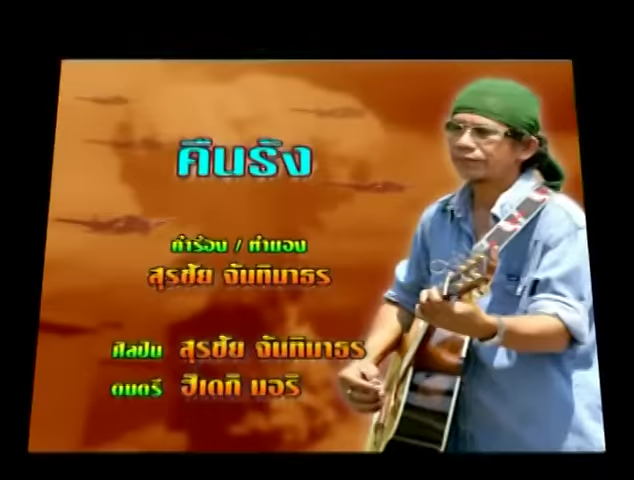 คืนรัง
คำร้อง / ทำนอง
สุรชัย จันทิมาธร
ศิลปิน สุรชัย จันทิมาธร
ดนตรี ฮิเดกิ มอริ